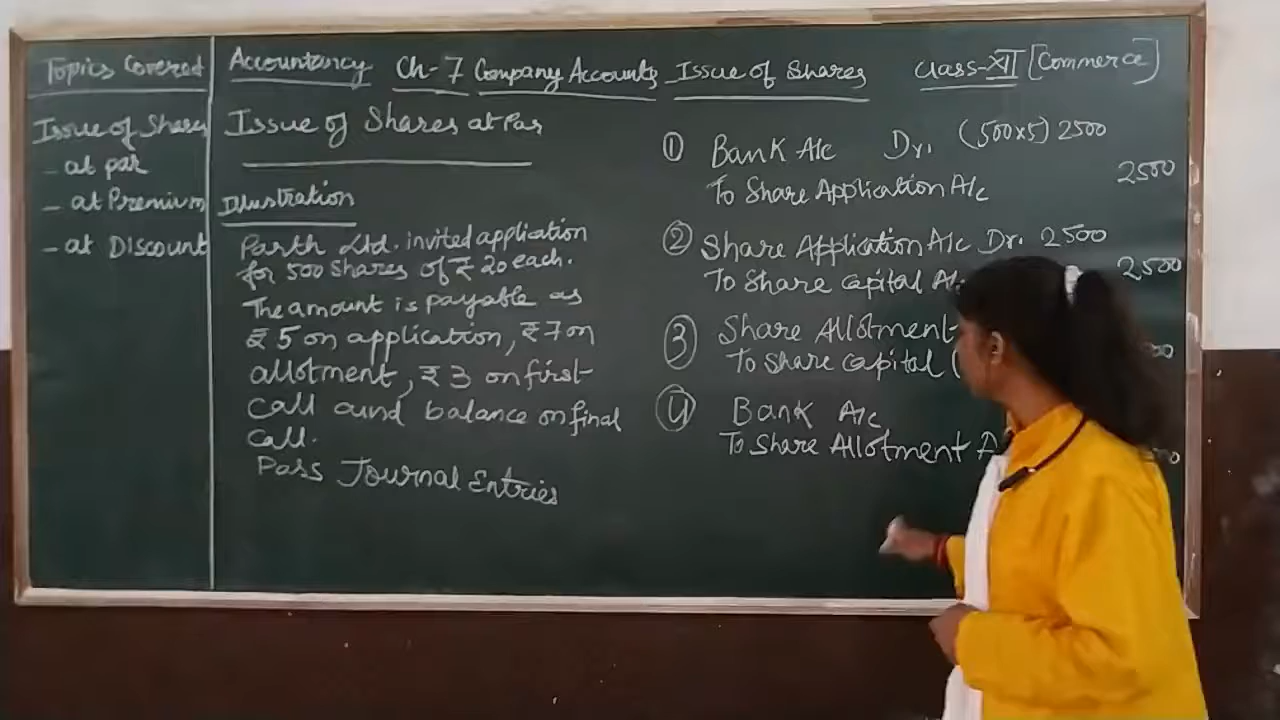 Topics Covered
Accountancy Ch-7 Company Accounts Issue of Shares Class-XII [Commerce]
Issue of Shares
- at par
- at Premium
- at Discount
Issue of Shares at Par
Illustration
Parth Ltd. invited application
for 500 shares of ₹ 20 each.
The amount is payable as
₹ 5 on application, ₹ 7 on
allotment, ₹ 3 on first
call and balance on final
call.
Pass Journal Entries
① Bank A/c Dr. (500x5) 2500
To Share Application A/c 2500
② Share Application A/c Dr. 2500
To Share capital A/c 2500
③ Share Allotment
To Share capital (
④ Bank A/c
To Share Allotment A